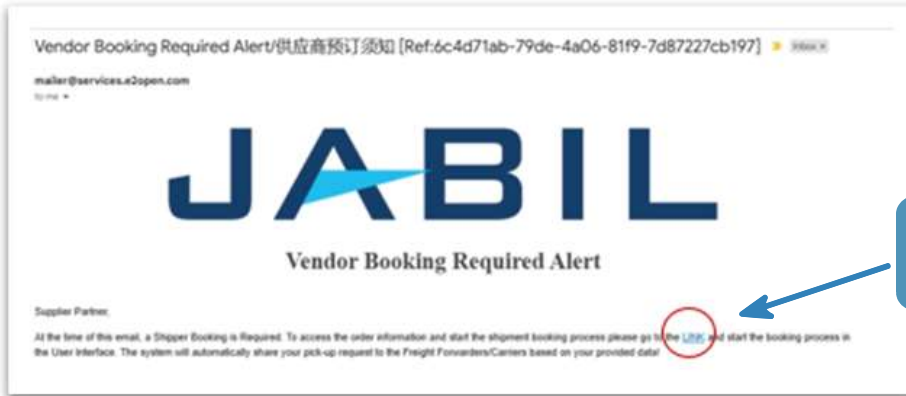 Vendor Booking Required Alert/供应商预订须知 [Ref:6c4d71ab-79de-4a06-81f9-7d87227cb197] Inbox x
mailer@services.e2open.com
to me
JABIL
Vendor Booking Required Alert
Supplier Partner,
At the time of this email, a Shipper Booking is Required. To access the order information and start the shipment booking process please go to the LINK and start the booking process in
the User Interface. The system will automatically share your pick-up request to the Freight Forwarders/Carriers based on your provided data!